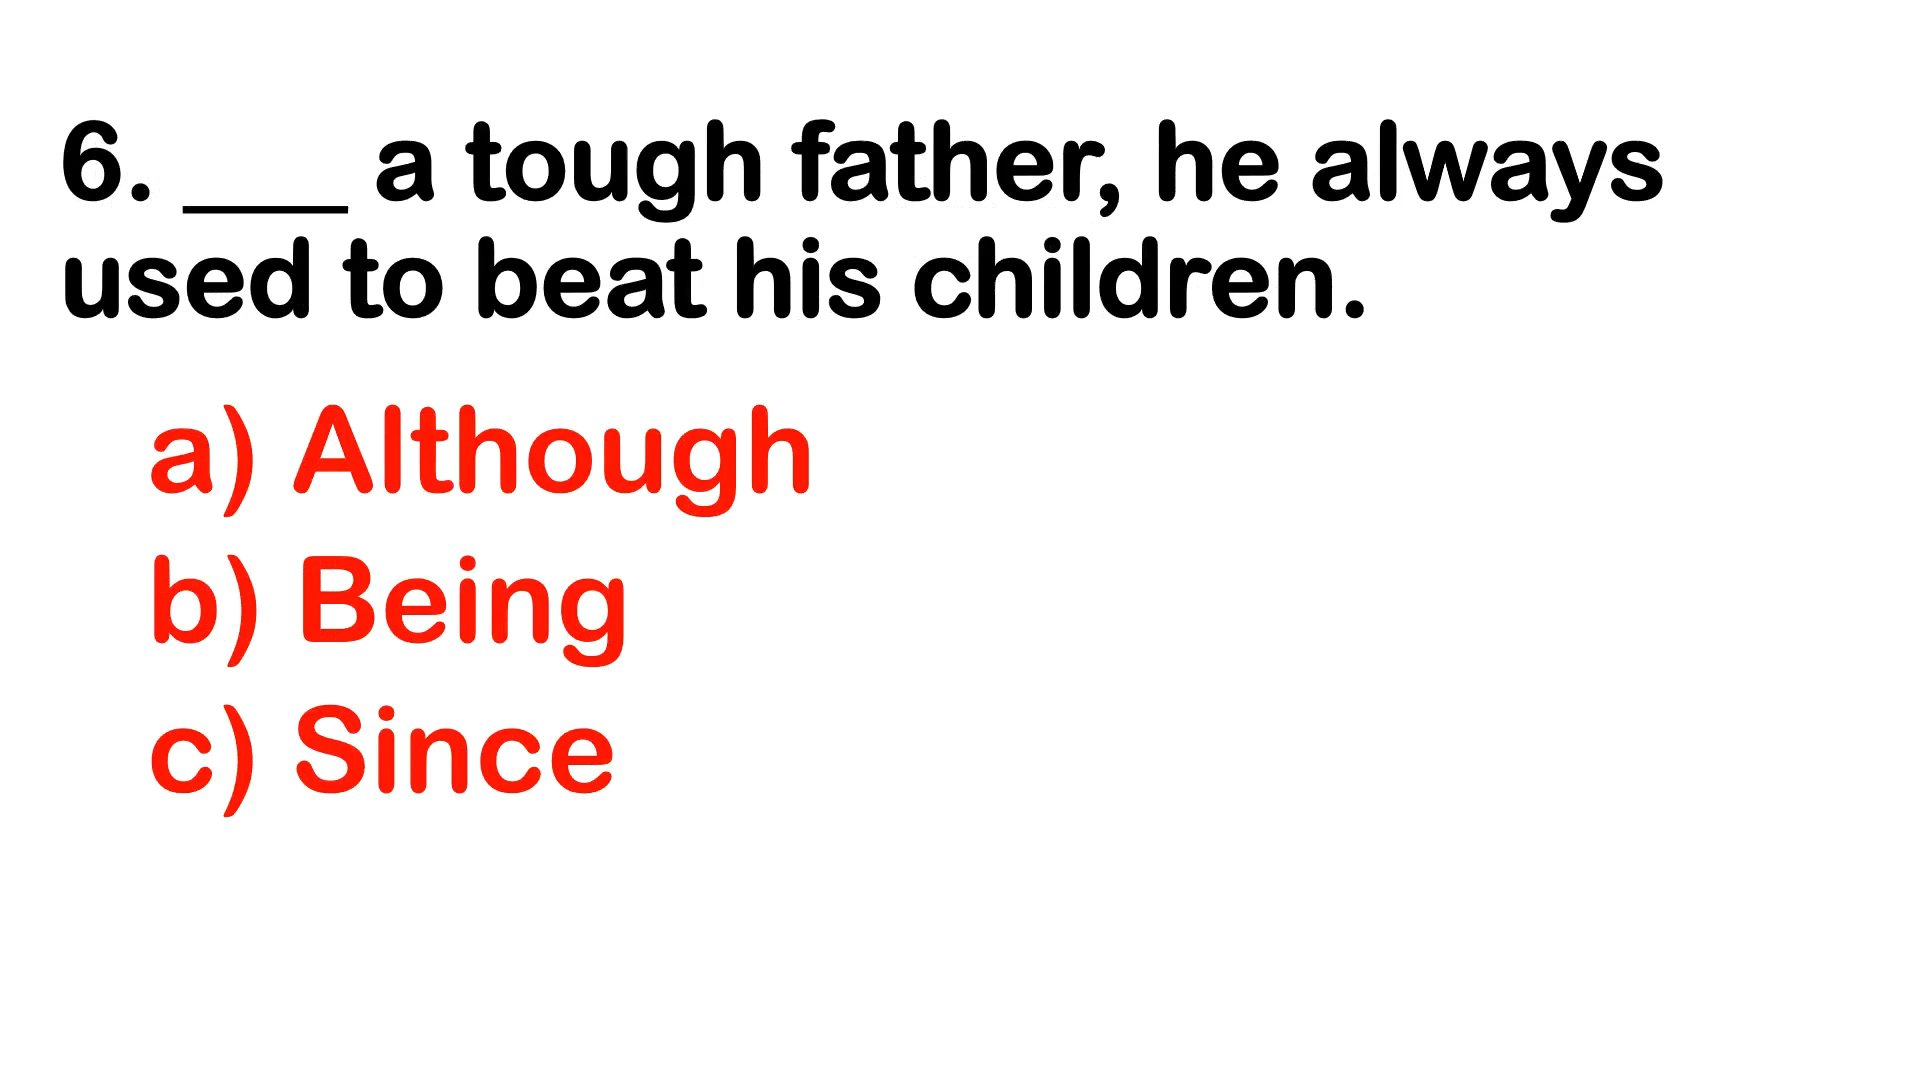 6. ___ a tough father, he always
used to beat his children.
a) Although
b) Being
c) Since